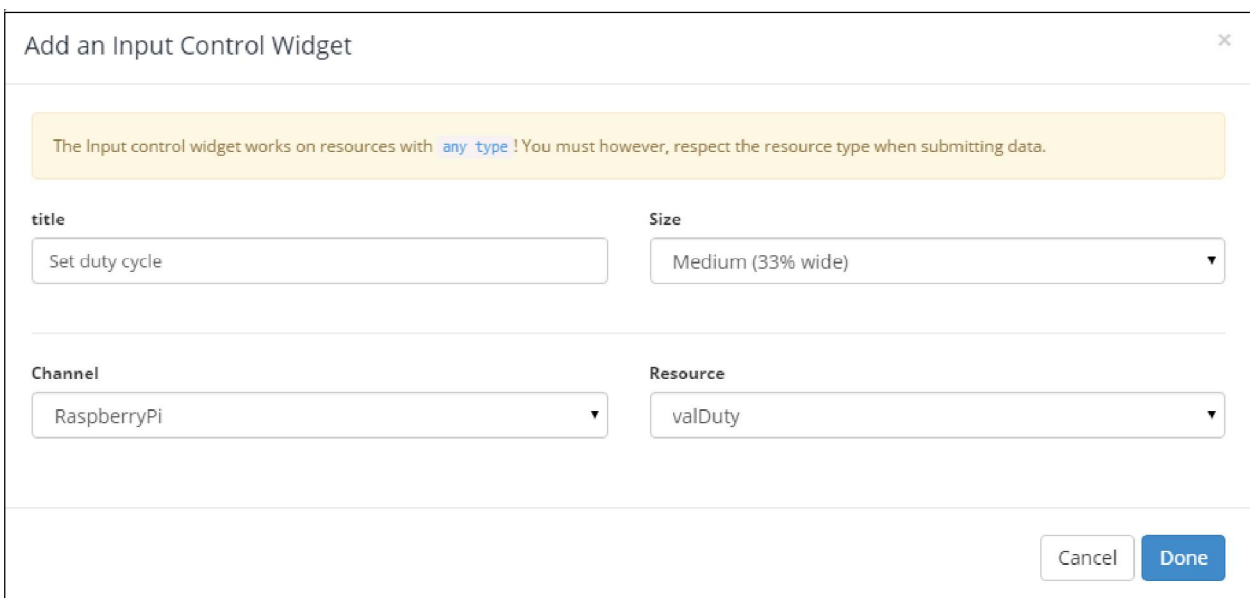 Add an Input Control Widget
×
The Input control widget works on resources with any type! You must however, respect the resource type when submitting data.
title
Size
Set duty cycle
Medium (33% wide)
Channel
Resource
RaspberryPi
valDuty
Cancel
Done